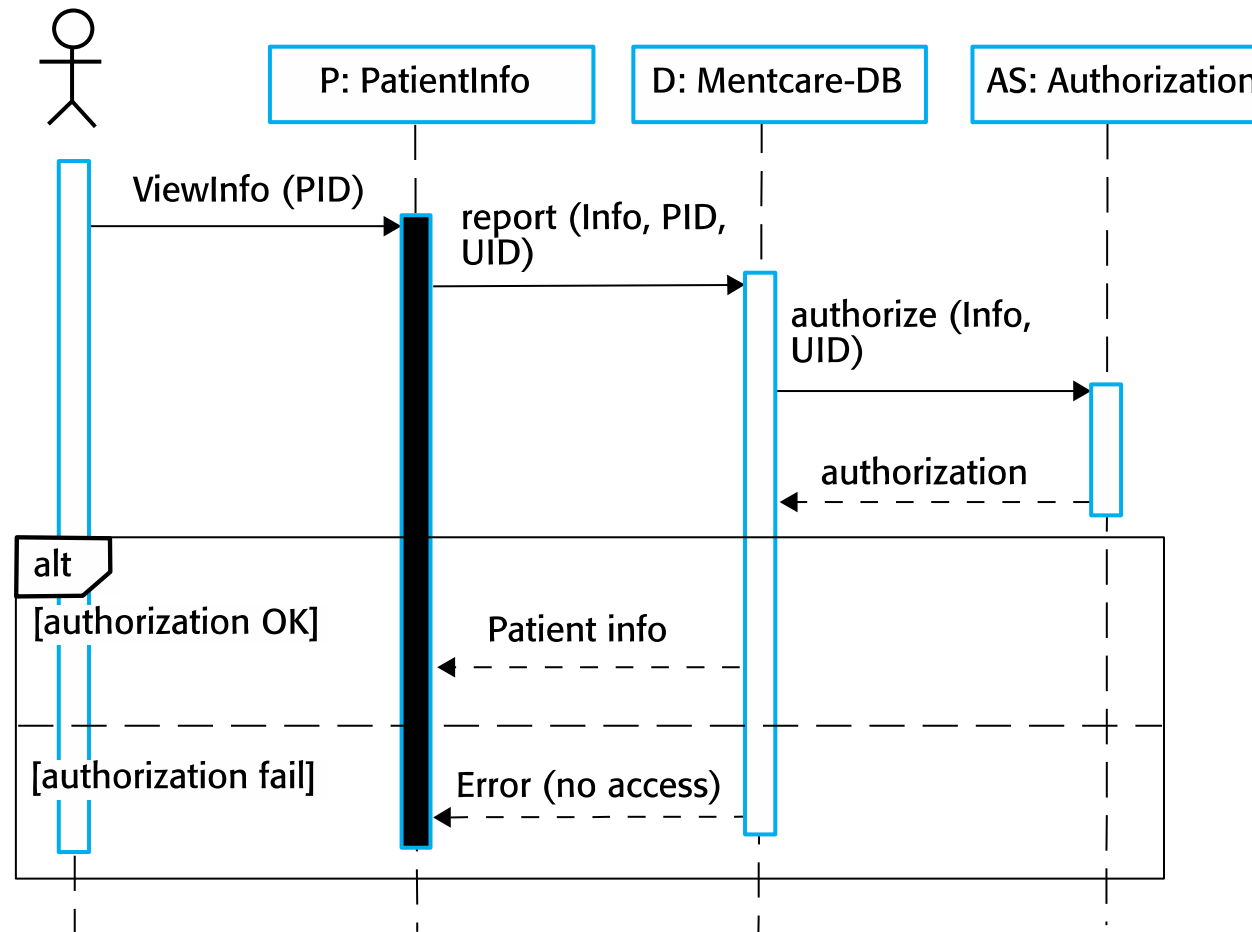 P: PatientInfo
D: Mentcare-DB
AS: Authorization
ViewInfo (PID)
report (Info, PID,
UID)
authorize (Info,
UID)
authorization
alt
[authorization OK]
Patient info
[authorization fail]
Error (no access)